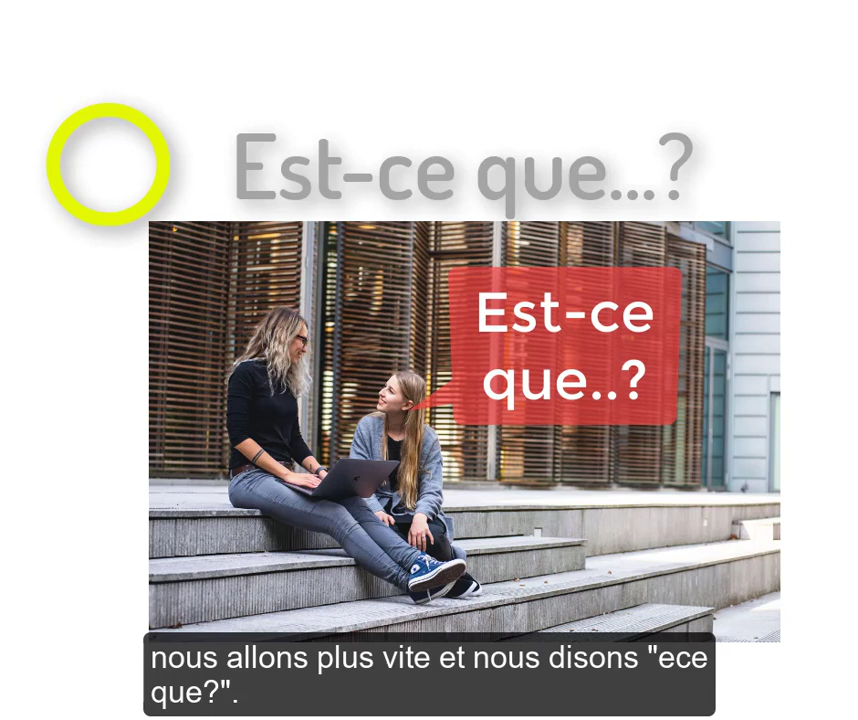 Est-ce que...?
Est-ce
que..?
nous allons plus vite et nous disons "ece
que?".